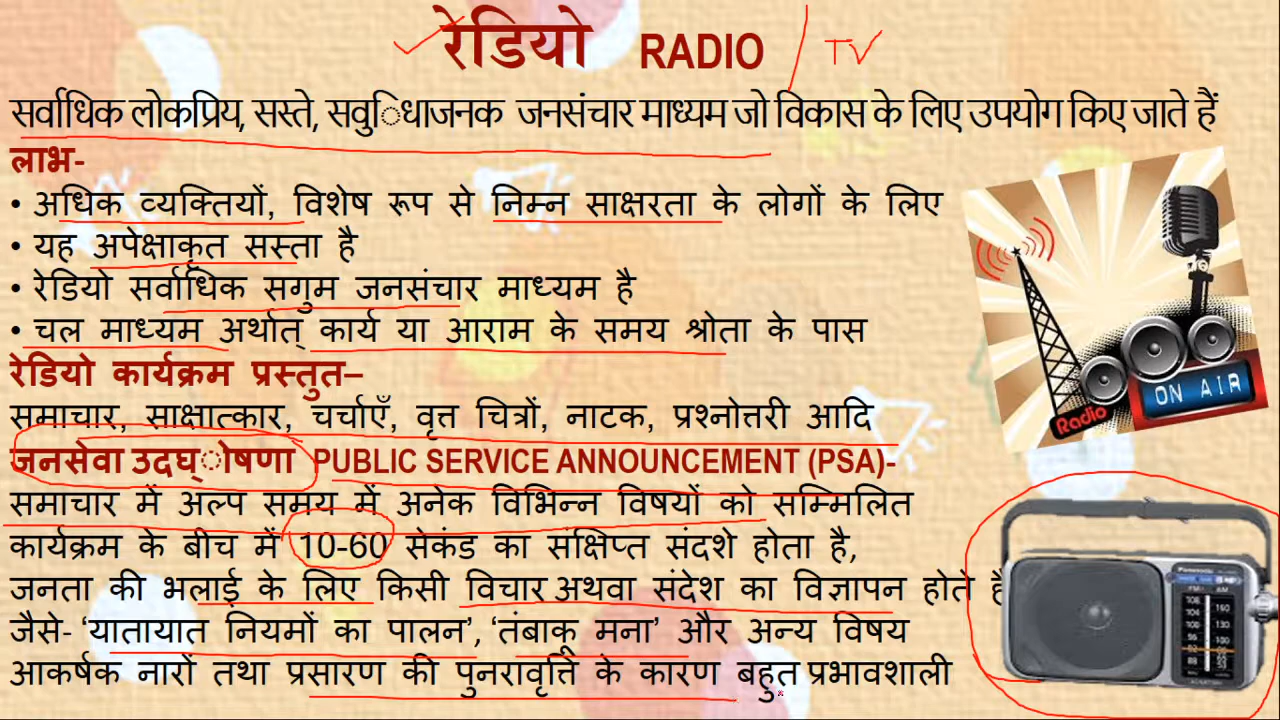 रेडियो RADIO / TV
सर्वाधिक लोकप्रिय, सस्ते, सवुिधाजनक जनसंचार माध्यम जो विकास के लिए उपयोग किए जाते हैं
लाभ-
• अधिक व्यक्तियों, विशेष रूप से निम्न साक्षरता के लोगों के लिए
• यह अपेक्षाकृत सस्ता है
• रेडियो सर्वाधिक सगुम जनसंचार माध्यम है
• चल माध्यम अर्थात् कार्य या आराम के समय श्रोता के पास
रेडियो कार्यक्रम प्रस्तुत–
समाचार, साक्षात्कार, चर्चाएँ, वृत्त चित्रों, नाटक, प्रश्नोत्तरी आदि
जनसेवा उदघ्ोषणा PUBLIC SERVICE ANNOUNCEMENT (PSA)-
समाचार में अल्प समय में अनेक विभिन्न विषयों को सम्मिलित
कार्यक्रम के बीच में 10-60 सेकंड का संक्षिप्त संदशे होता है,
जनता की भलाई के लिए किसी विचार अथवा संदेश का विज्ञापन होते है
जैसे- ‘यातायात नियमों का पालन’, ‘तंबाकू मना’ और अन्य विषय
आकर्षक नारों तथा प्रसारण की पुनरावृत्ति के कारण बहुत प्रभावशाली
ON AIR
Radio
Panasonic
FM AM